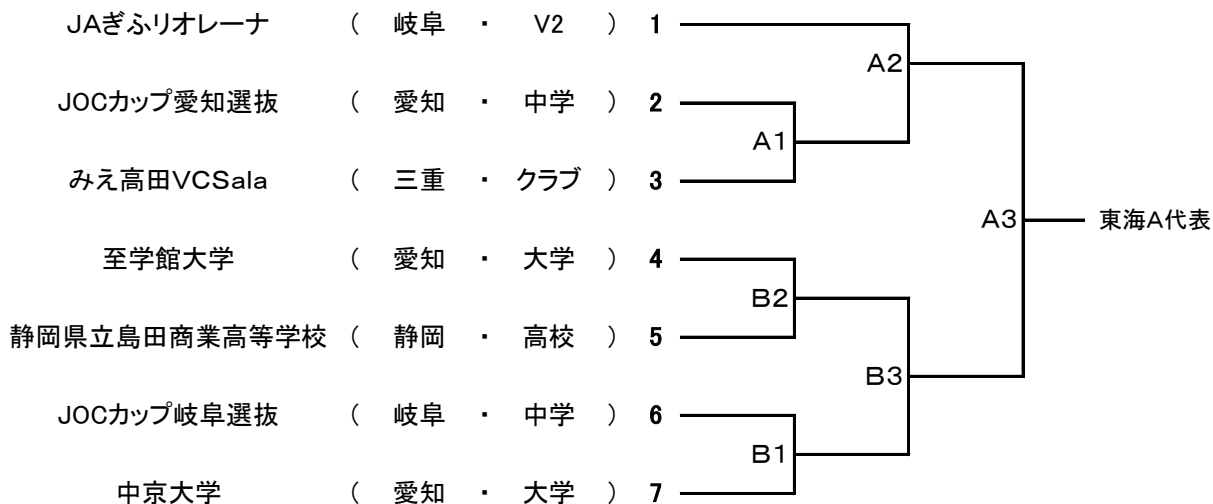 JAぎふリオレーナ ( 岐阜 ・ V2 ) 1
A2
JOCカップ愛知選抜 ( 愛知 ・ 中学 ) 2
A1
みえ高田VCSala ( 三重 ・ クラブ ) 3
A3 東海A代表
至学館大学 ( 愛知 ・ 大学 ) 4
B2
静岡県立島田商業高等学校 ( 静岡 ・ 高校 ) 5
B3
JOCカップ岐阜選抜 ( 岐阜 ・ 中学 ) 6
B1
中京大学 ( 愛知 ・ 大学 ) 7